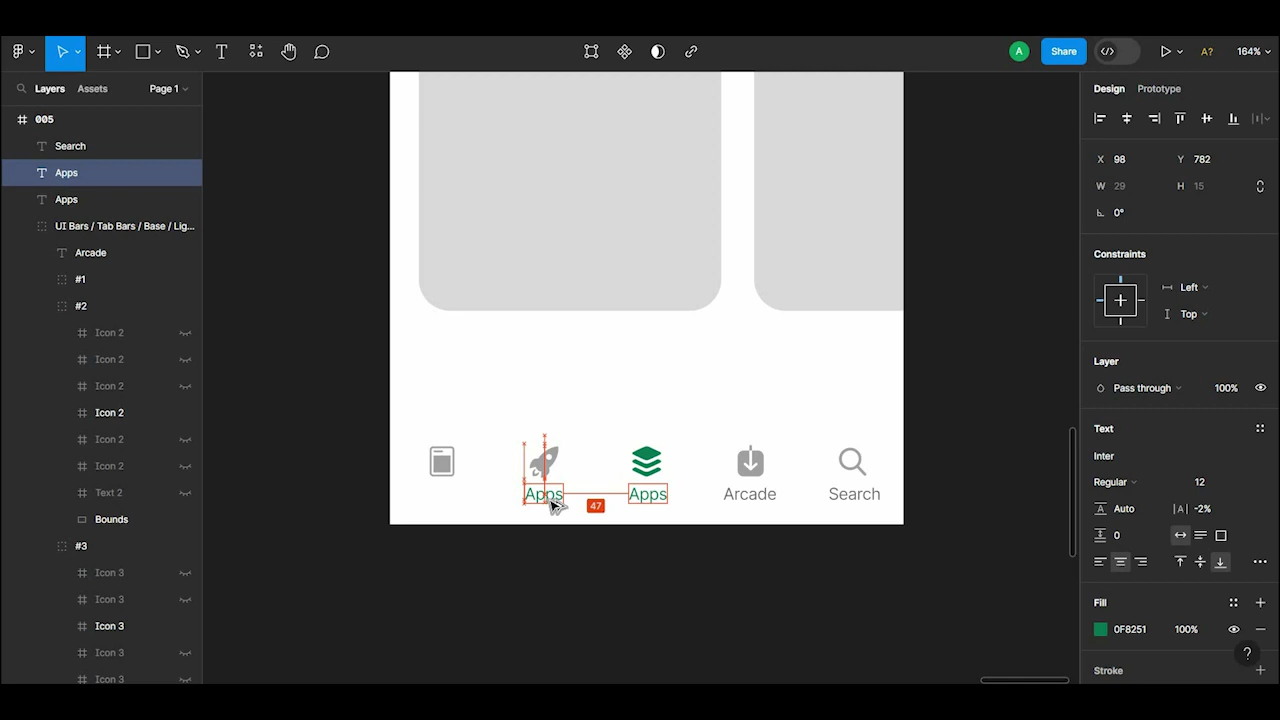 A Share A? 164%
Layers Assets Page 1
Design Prototype
005
Search
Apps
Apps
UI Bars / Tab Bars / Base / Lig...
Arcade
#1
#2
Icon 2
Icon 2
Icon 2
Icon 2
Icon 2
Icon 2
Text 2
Bounds
#3
Icon 3
Icon 3
Icon 3
Icon 3
Icon 3
Apps
47
Apps
Arcade
Search
X 98 Y 782
W 29 H 15
0°
Constraints
Left
Top
Layer
Pass through 100%
Text
Inter
Regular 12
Auto |A| -2%
0
Fill
0F8251 100%
?
Stroke